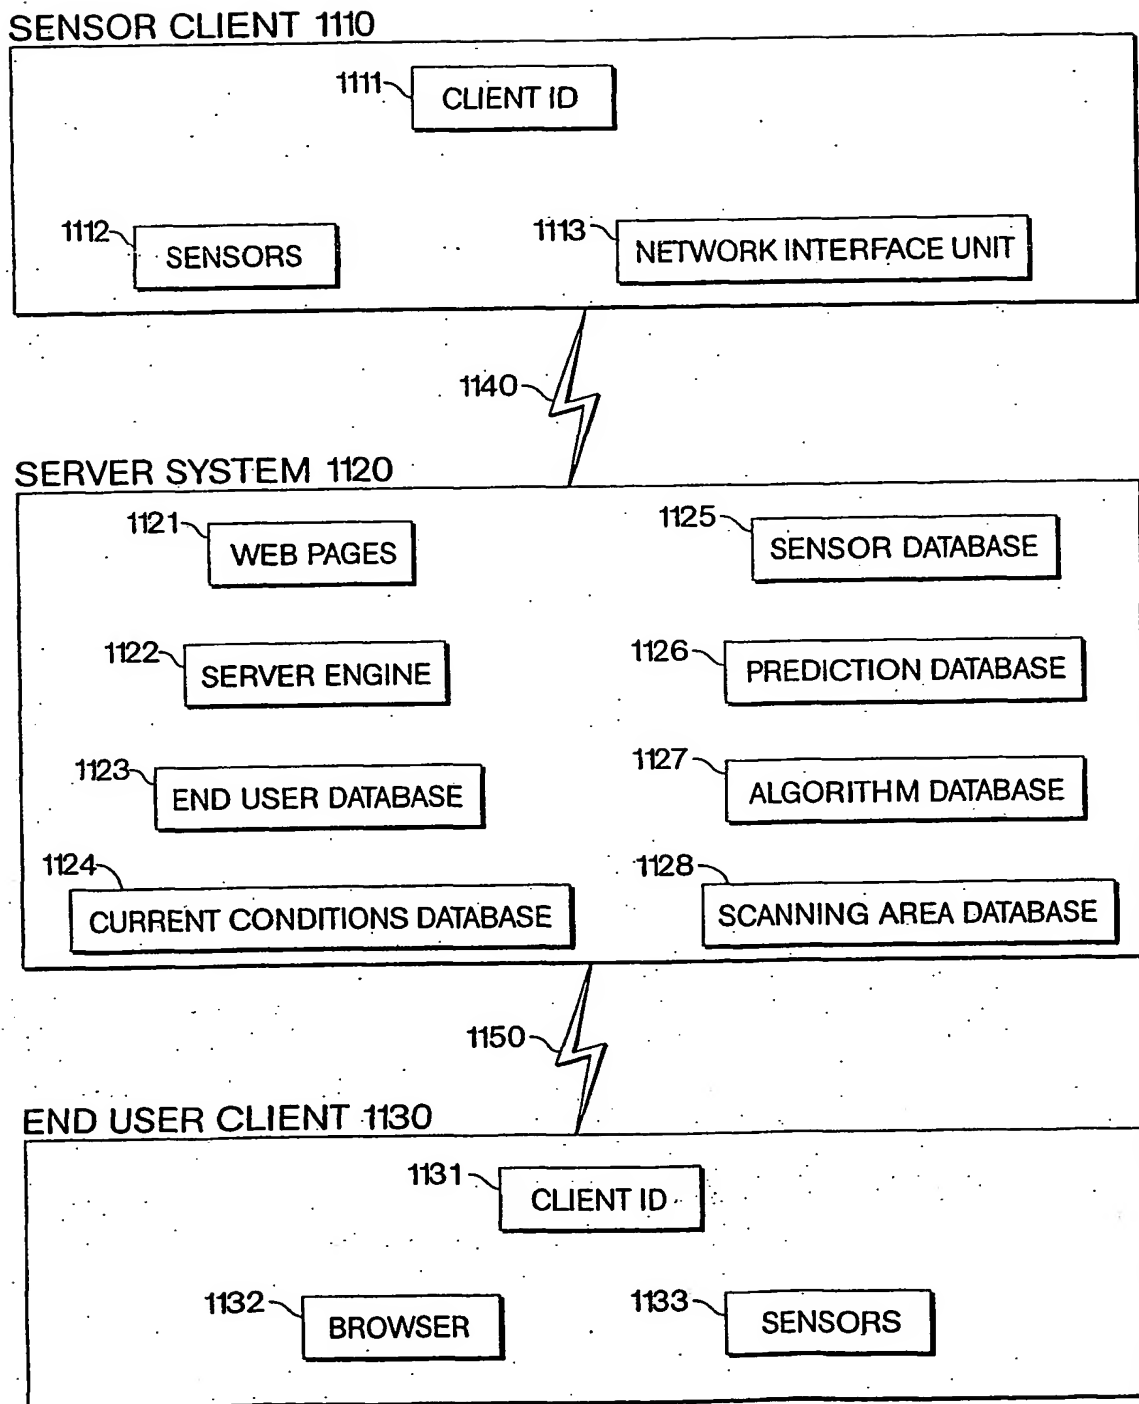 SENSOR CLIENT 1110
1111
CLIENT ID
1112
SENSORS
1113
NETWORK INTERFACE UNIT
1140
SERVER SYSTEM 1120
1121
WEB PAGES
1125
SENSOR DATABASE
1122
SERVER ENGINE
1126
PREDICTION DATABASE
1123
END USER DATABASE
1127
ALGORITHM DATABASE
1124
CURRENT CONDITIONS DATABASE
1128
SCANNING AREA DATABASE
1150
END USER CLIENT 1130
1131
CLIENT ID
1132
BROWSER
1133
SENSORS